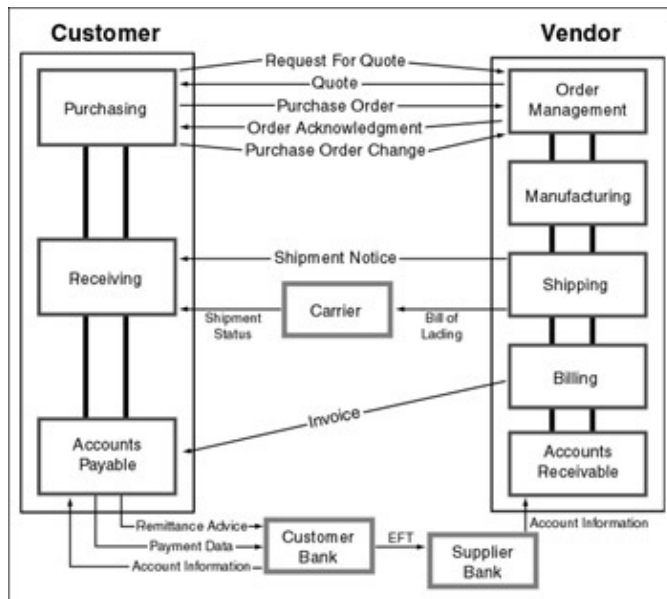 Customer
Vendor
Request For Quote
Purchasing
Quote
Order
Management
Purchase Order
Order Acknowledgment
Purchase Order Change
Manufacturing
Shipment Notice
Receiving
Carrier
Shipping
Shipment
Status
Bill of
Lading
Billing
Invoice
Accounts
Payable
Accounts
Receivable
Remittance Advice
Payment Data
Account Information
Customer
Bank
EFT
Supplier
Bank
Account Information